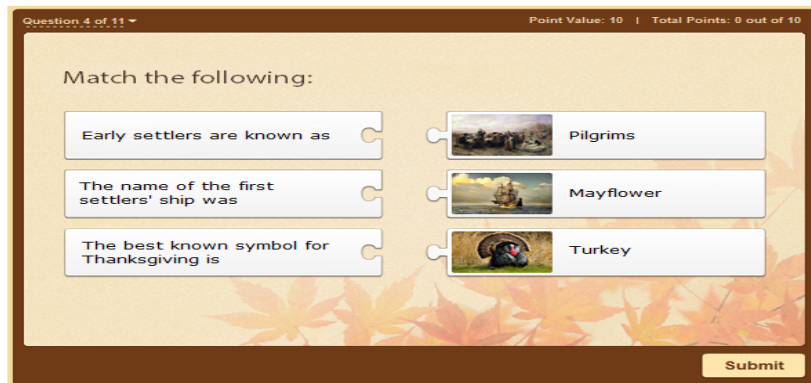 Question 4 of 11
Point Value: 10 | Total Points: 0 out of 10
Match the following:
Early settlers are known as
Pilgrims
The name of the first
settlers' ship was
Mayflower
The best known symbol for
Thanksgiving is
Turkey
Submit